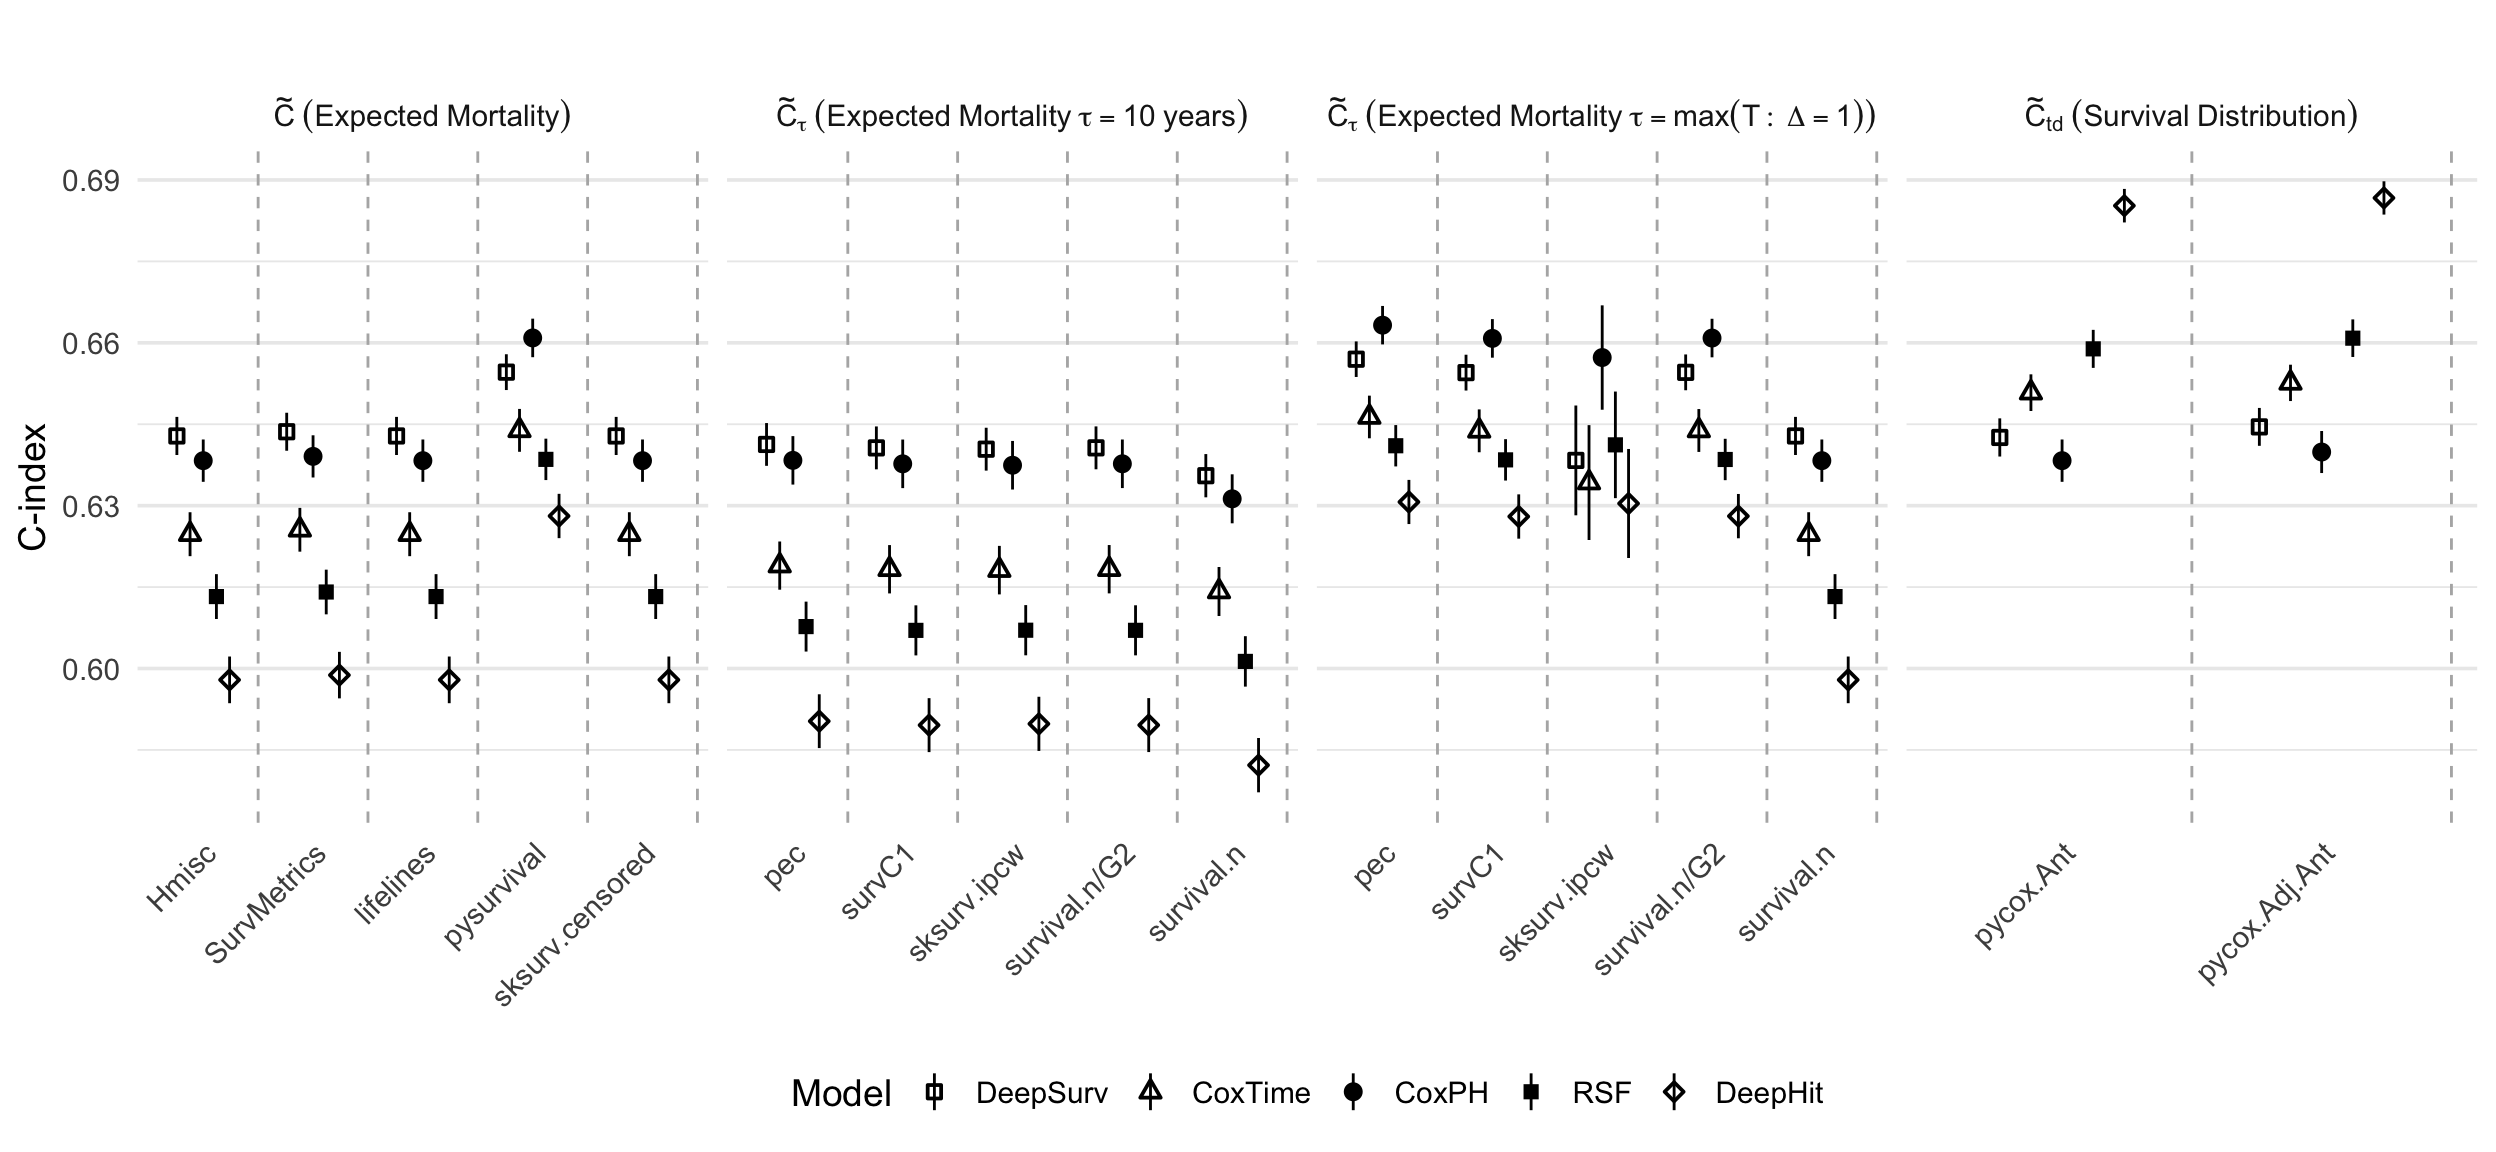 C̃ (Expected Mortality)
C̃τ (Expected Mortality τ = 10 years)
C̃τ (Expected Mortality τ = max(T : Δ = 1))
C̃td (Survival Distribution)
C-index
0.69
0.66
0.63
0.60
Hmisc
SurvMetrics
lifelines
pysurvival
sksurv.censored
pec
survC1
sksurv.ipcw
survival.n/G2
survival.n
pec
survC1
sksurv.ipcw
survival.n/G2
survival.n
pycox.Ant
pycox.Adj.Ant
Model DeepSurv CoxTime CoxPH RSF DeepHit